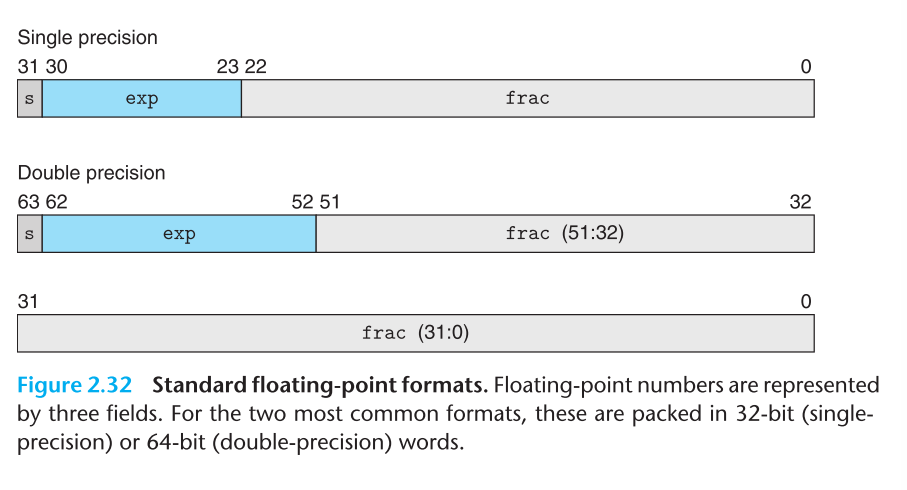 Single precision
31 30 23 22 0
s exp frac
Double precision
63 62 52 51 32
s exp frac (51:32)
31 0
frac (31:0)
Figure 2.32 Standard floating-point formats. Floating-point numbers are represented
by three fields. For the two most common formats, these are packed in 32-bit (single-
precision) or 64-bit (double-precision) words.